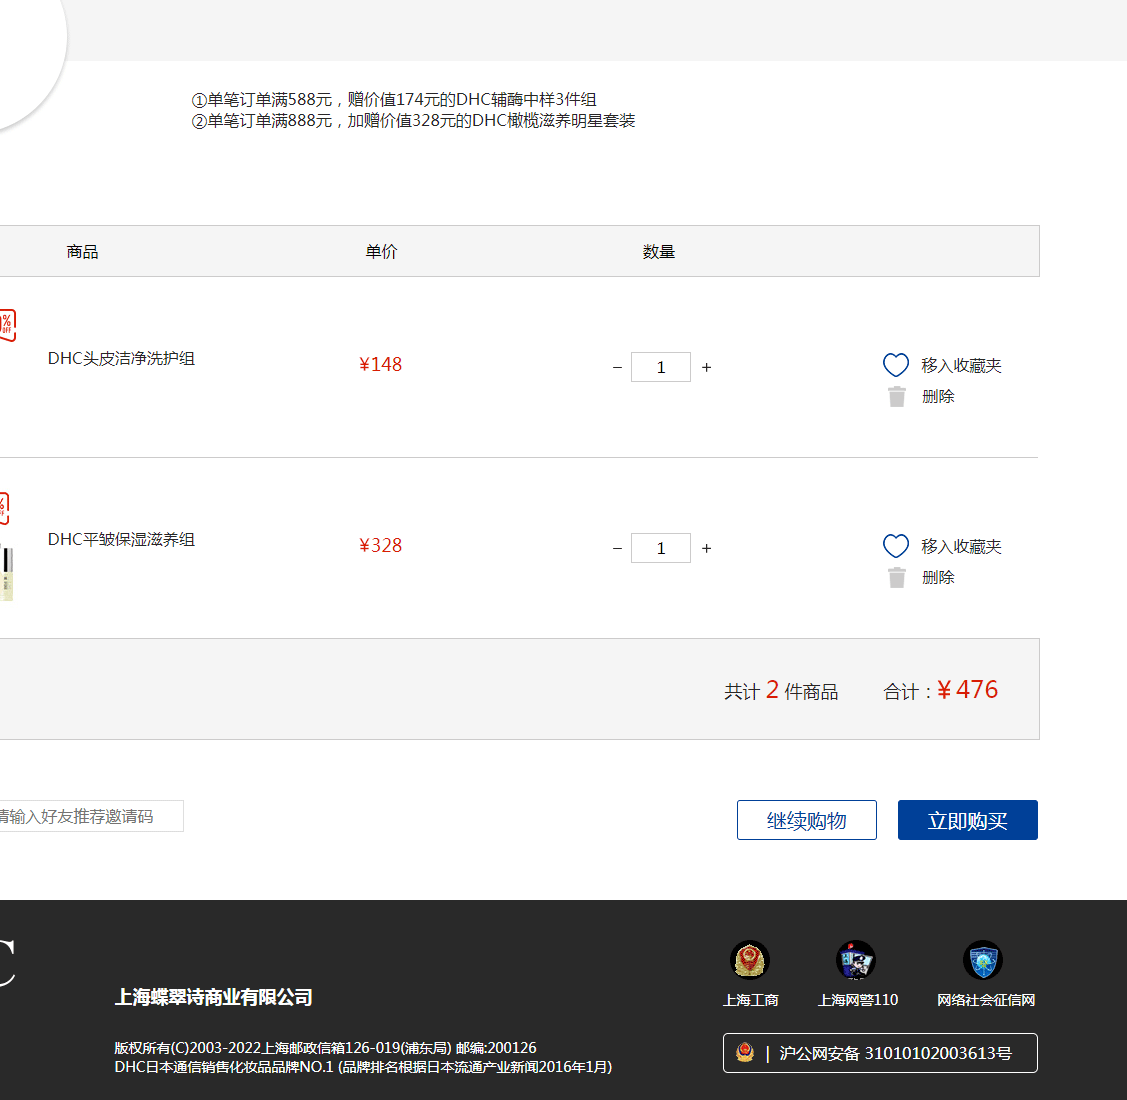 ①单笔订单满588元，赠价值174元的DHC辅酶中样3件组
②单笔订单满888元，加赠价值328元的DHC橄榄滋养明星套装
商品 单价 数量
% OFF
DHC头皮洁净洗护组 ¥148 − 1 + 移入收藏夹
删除
DHC平皱保湿滋养组 ¥328 − 1 + 移入收藏夹
删除
共计 2 件商品 合计：¥ 476
请输入好友推荐邀请码 继续购物 立即购买
C
上海工商 上海网警110 网络社会征信网
上海蝶翠诗商业有限公司
版权所有(C)2003-2022上海邮政信箱126-019(浦东局) 邮编:200126
DHC日本通信销售化妆品品牌NO.1 (品牌排名根据日本流通产业新闻2016年1月)
| 沪公网安备 31010102003613号